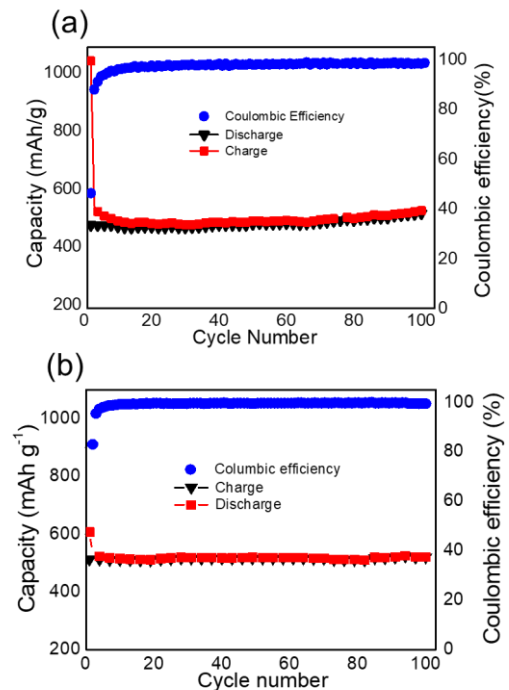 (a)
1000
800
600
400
200
Capacity (mAh/g)
100
80
60
40
20
0
Coulombic efficiency(%)
Coulombic Efficiency
Discharge
Charge
0 20 40 60 80 100
Cycle Number
(b)
1000
800
600
400
200
Capacity (mAh g-1)
100
80
60
40
20
0
Coulombic efficiency (%)
Columbic efficiency
Charge
Discharge
0 20 40 60 80 100
Cycle number